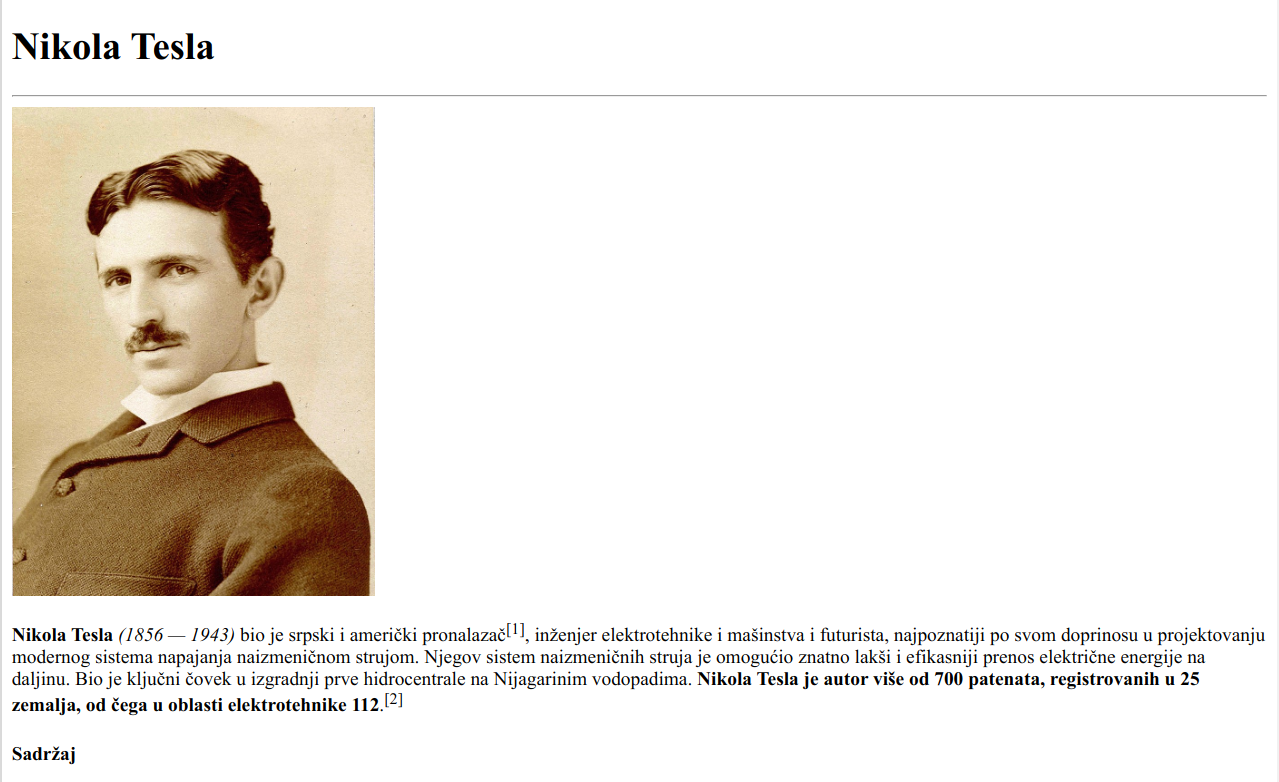 Nikola Tesla
Nikola Tesla (1856 — 1943) bio je srpski i američki pronalazač[1], inženjer elektrotehnike i mašinstva i futurista, najpoznatiji po svom doprinosu u projektovanju
modernog sistema napajanja naizmeničnom strujom. Njegov sistem naizmeničnih struja je omogućio znatno lakši i efikasniji prenos električne energije na
daljinu. Bio je ključni čovek u izgradnji prve hidrocentrale na Nijagarinim vodopadima. Nikola Tesla je autor više od 700 patenata, registrovanih u 25
zemalja, od čega u oblasti elektrotehnike 112.[2]
Sadržaj